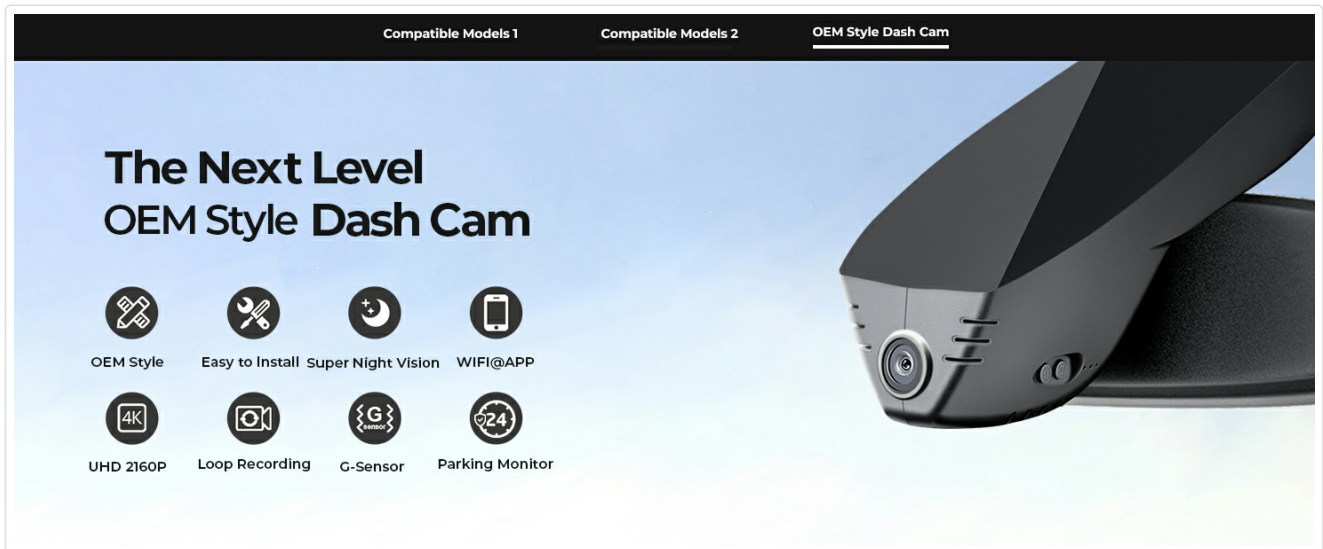 Compatible Models 1
Compatible Models 2
OEM Style Dash Cam
The Next Level
OEM Style Dash Cam
OEM Style
Easy to Install
Super Night Vision
WIFI@APP
4K
G
sensor
24
UHD 2160P
Loop Recording
G-Sensor
Parking Monitor